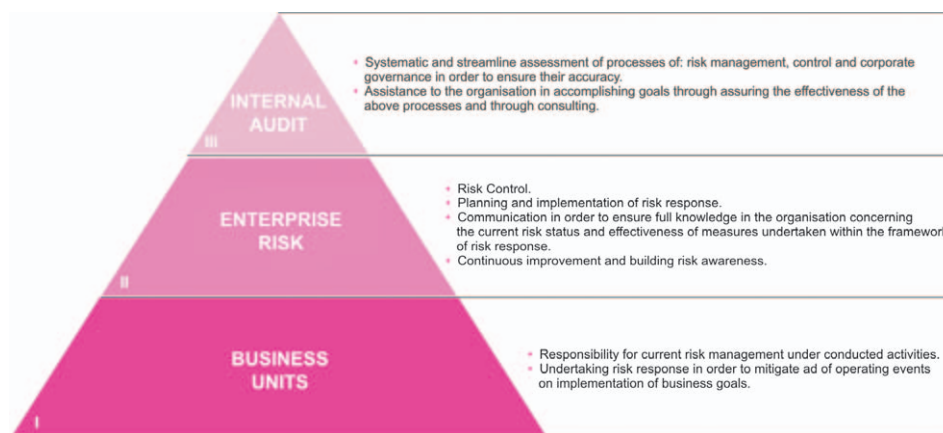 • Systematic and streamline assessment of processes of: risk management, control and corporate
governance in order to ensure their accuracy.
• Assistance to the organisation in accomplishing goals through assuring the effectiveness of the
above processes and through consulting.
INTERNAL
AUDIT
III
• Risk Control.
• Planning and implementation of risk response.
• Communication in order to ensure full knowledge in the organisation concerning
the current risk status and effectiveness of measures undertaken within the framework
of risk response.
• Continuous improvement and building risk awareness.
ENTERPRISE
RISK
II
• Responsibility for current risk management under conducted activities.
• Undertaking risk response in order to mitigate ad of operating events
on implementation of business goals.
BUSINESS
UNITS
I